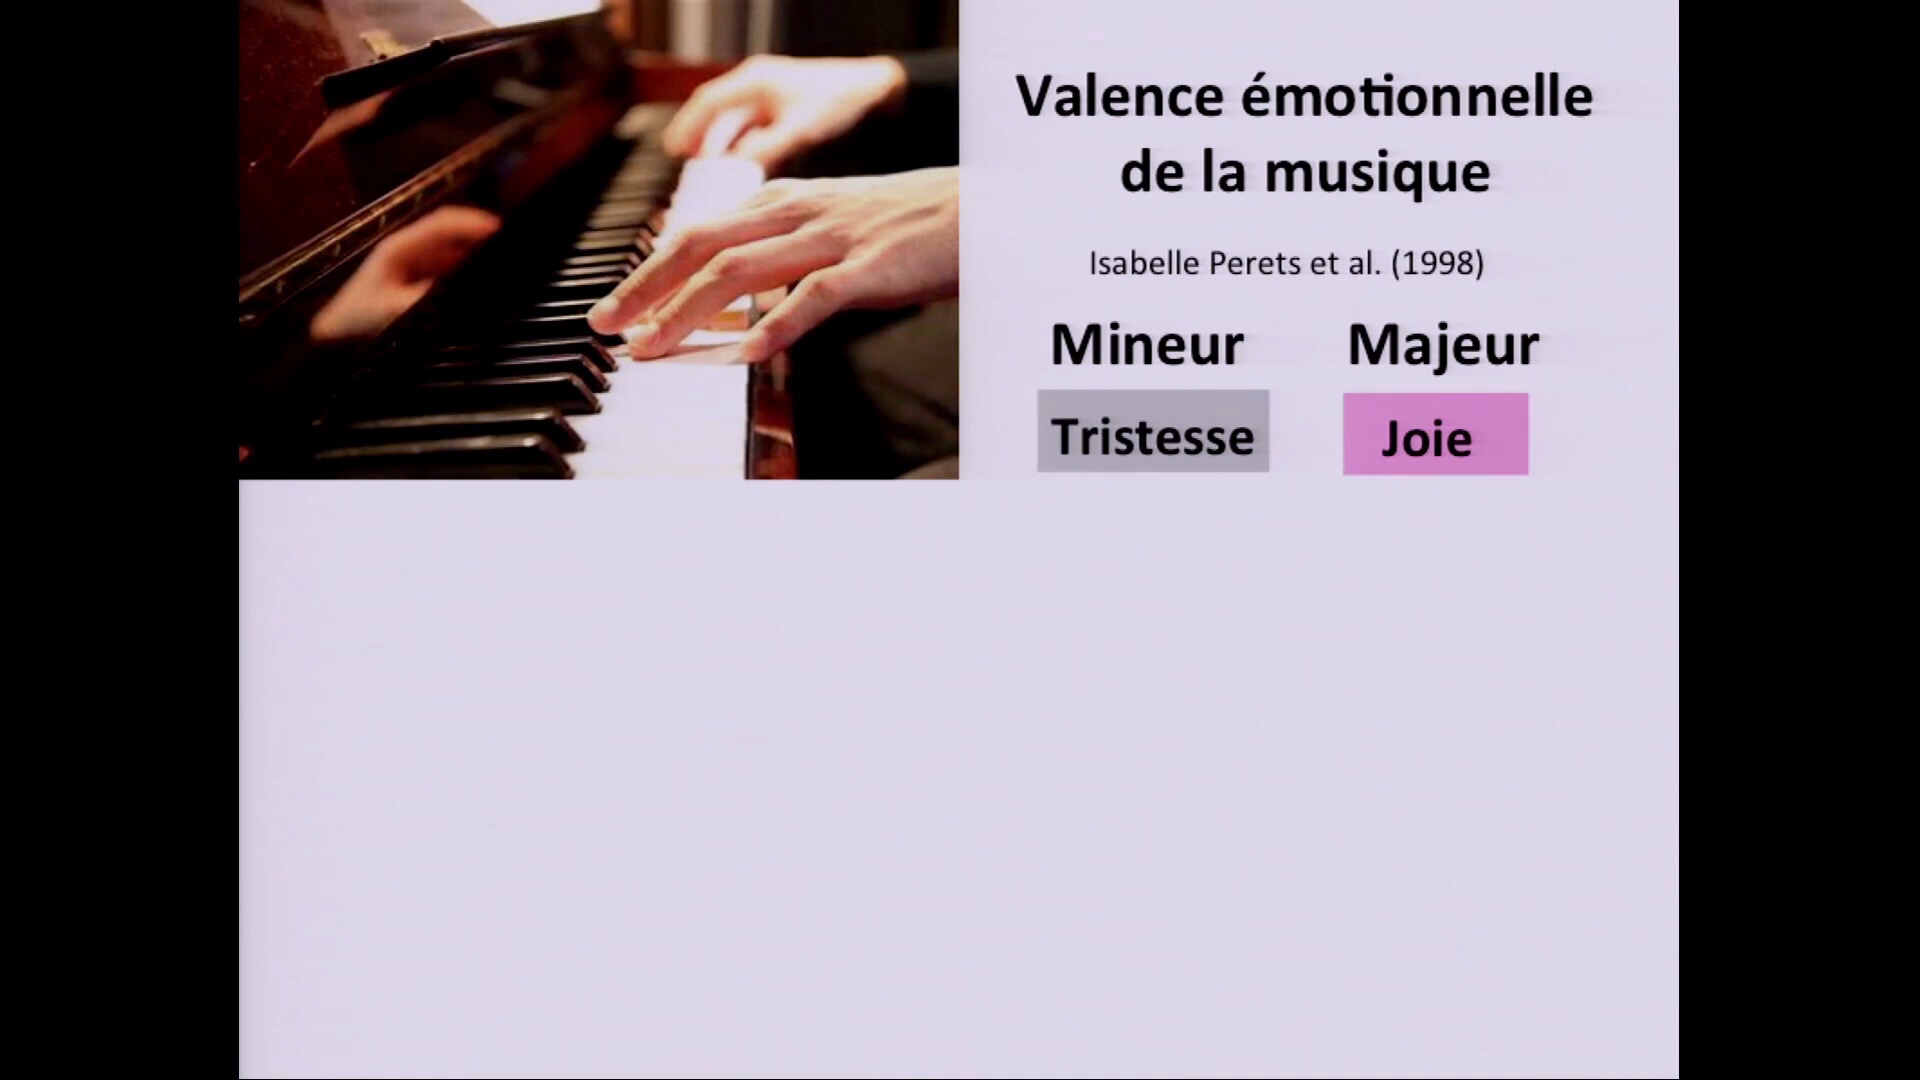 Valence émotionnelle
de la musique
Isabelle Perets et al. (1998)
Mineur Majeur
Tristesse Joie